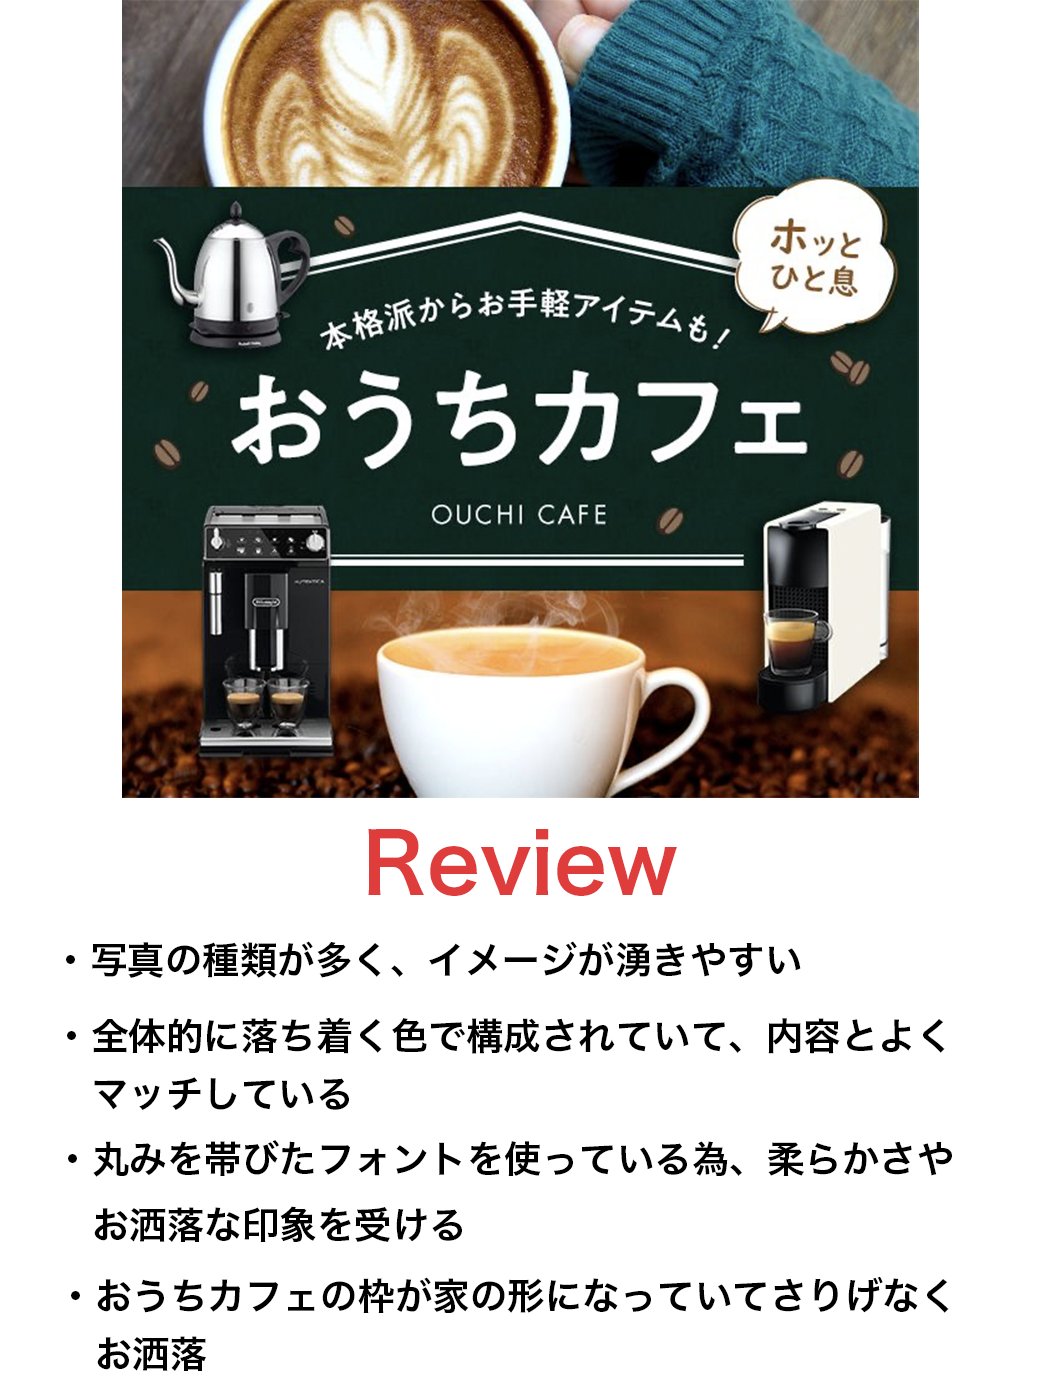 ホッと
ひと息
本格派からお手軽アイテムも！
おうちカフェ
OUCHI CAFE
Review
・写真の種類が多く、イメージが湧きやすい
・全体的に落ち着く色で構成されていて、内容とよく
マッチしている
・丸みを帯びたフォントを使っている為、柔らかさや
お洒落な印象を受ける
・おうちカフェの枠が家の形になっていてさりげなく
お洒落